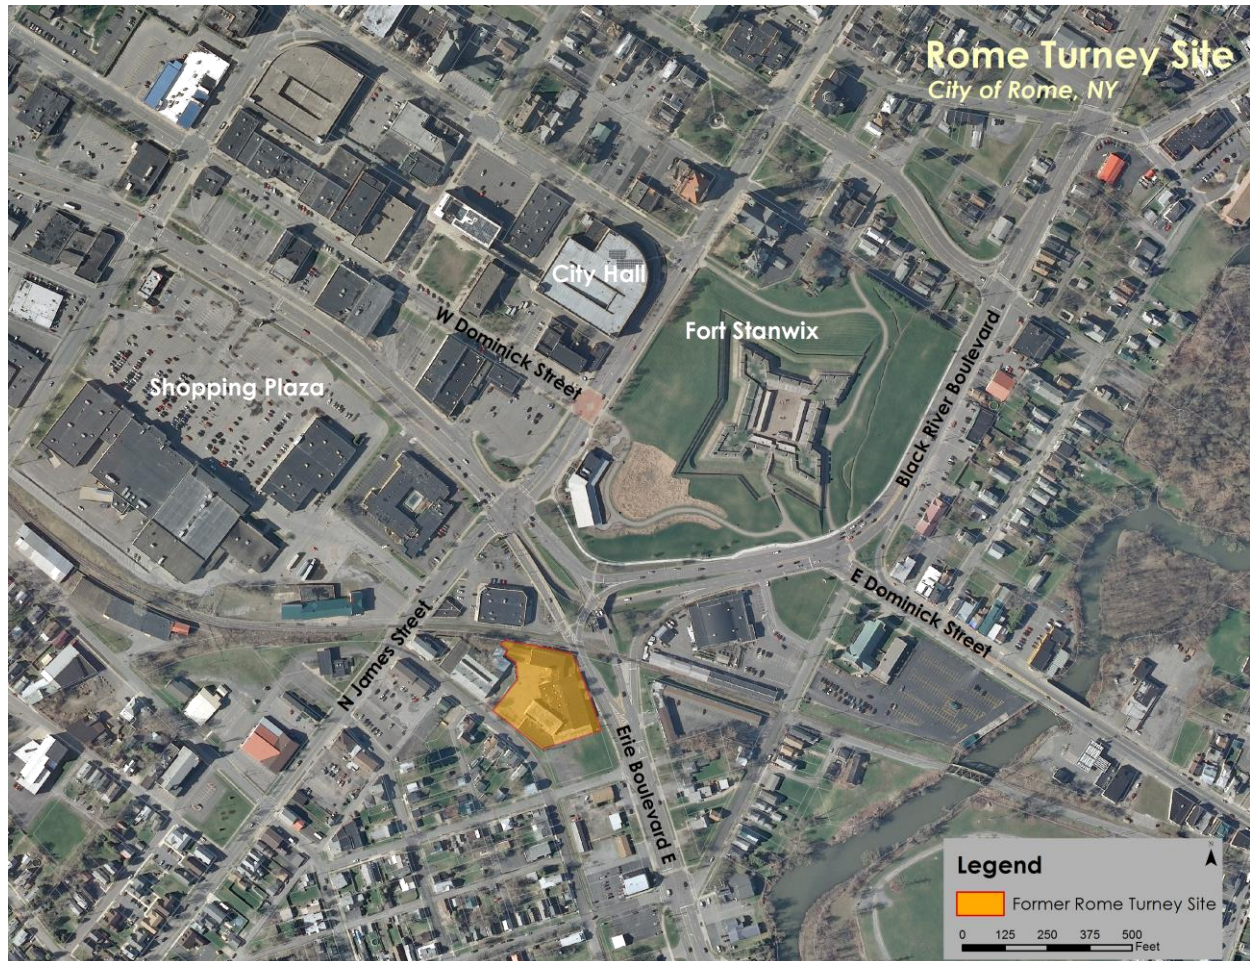 Rome Turney Site
City of Rome, NY
City Hall
Fort Stanwix
W Dominick Street
Shopping Plaza
Black River Boulevard
E Dominick Street
N James Street
Erie Boulevard E
Legend
N
Former Rome Turney Site
0 125 250 375 500
Feet